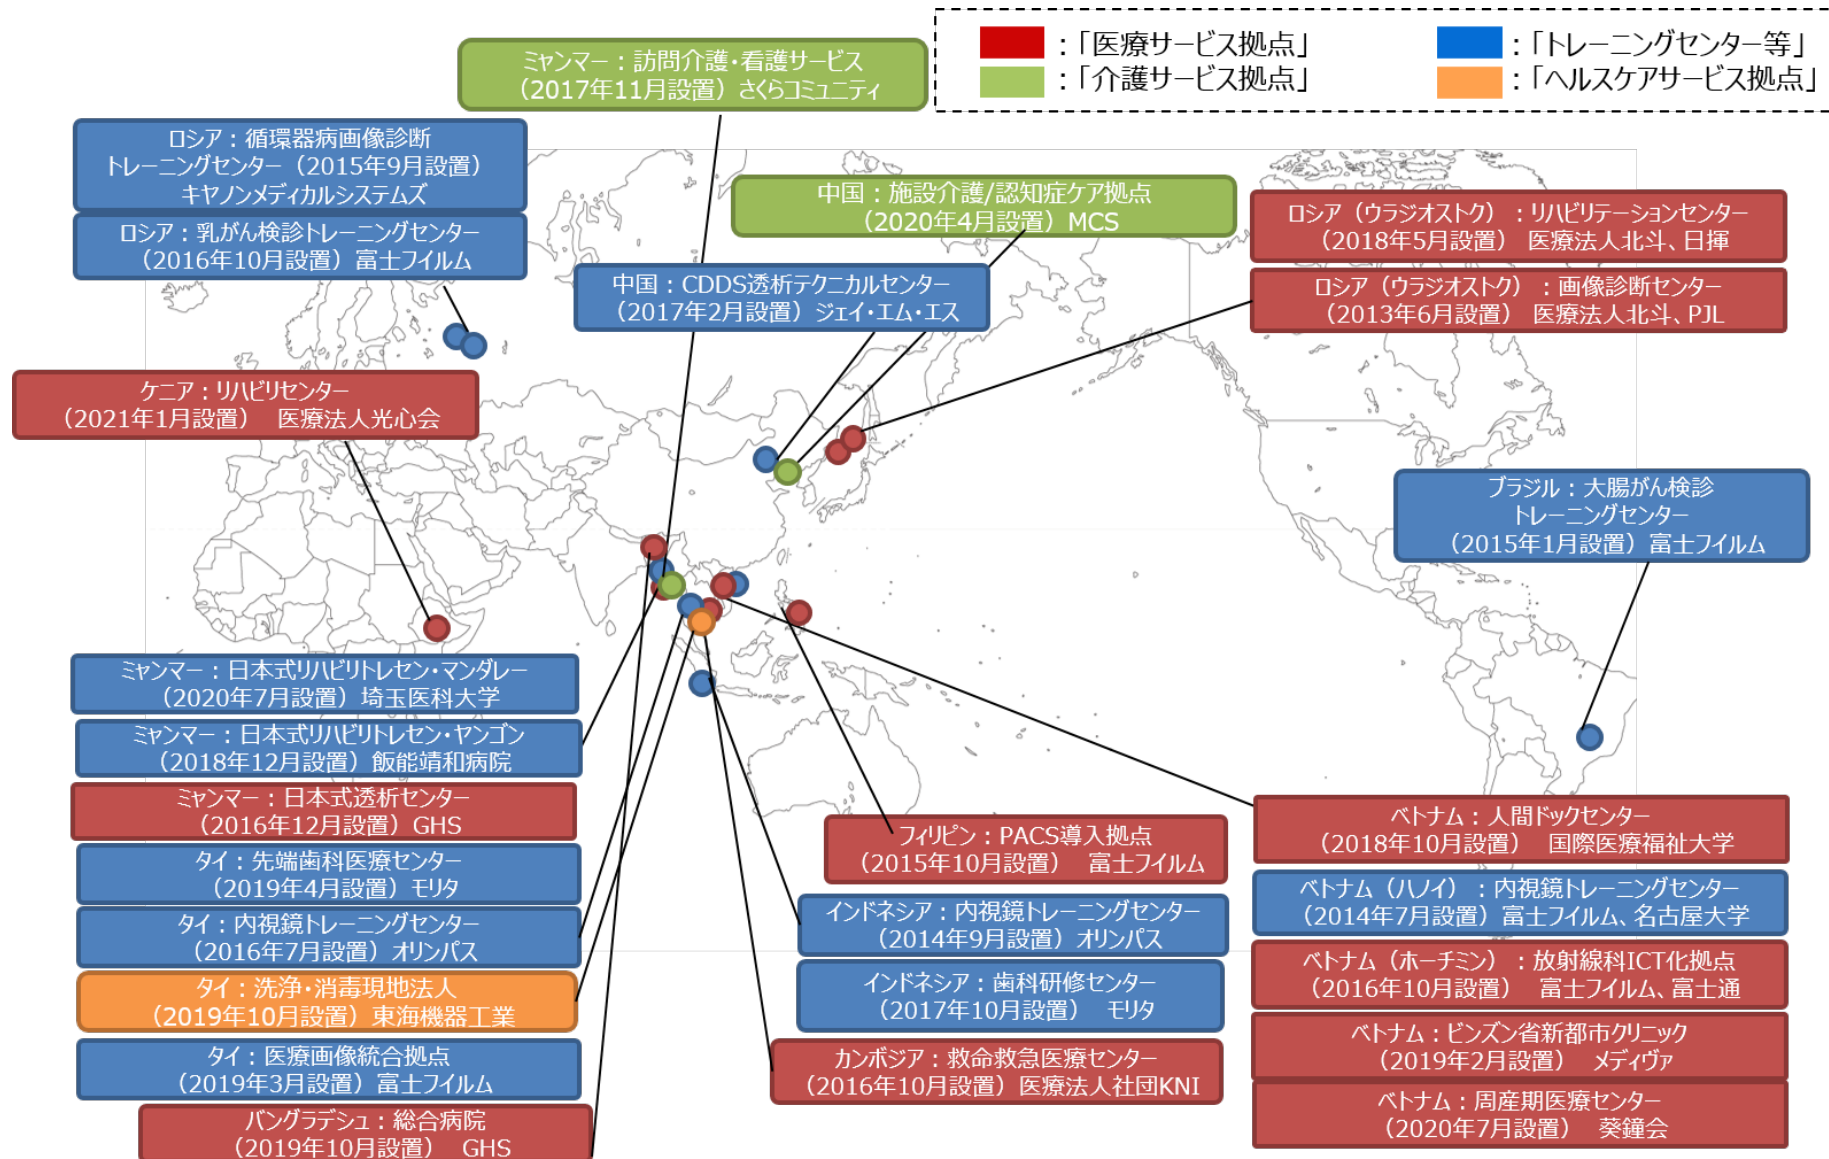 ：「医療サービス拠点」
：「トレーニングセンター等」
：「介護サービス拠点」
：「ヘルスケアサービス拠点」
ミャンマー：訪問介護・看護サービス
（2017年11月設置）さくらコミュニティ
ロシア：循環器病画像診断
トレーニングセンター（2015年9月設置）
キヤノンメディカルシステムズ
ロシア：乳がん検診トレーニングセンター
（2016年10月設置）富士フイルム
中国：施設介護/認知症ケア拠点
（2020年4月設置）MCS
中国：CDDS透析テクニカルセンター
（2017年2月設置）ジェイ・エム・エス
ロシア（ウラジオストク）：リハビリテーションセンター
（2018年5月設置）　医療法人北斗、日揮
ロシア（ウラジオストク）：画像診断センター
（2013年6月設置）　医療法人北斗、PJL
ケニア：リハビリセンター
（2021年1月設置）　医療法人光心会
ブラジル：大腸がん検診
トレーニングセンター
（2015年1月設置）富士フイルム
ミャンマー：日本式リハビリトレセン・マンダレー
（2020年7月設置）埼玉医科大学
ミャンマー：日本式リハビリトレセン・ヤンゴン
（2018年12月設置）飯能靖和病院
ミャンマー：日本式透析センター
（2016年12月設置）GHS
タイ：先端歯科医療センター
（2019年4月設置）モリタ
タイ：内視鏡トレーニングセンター
（2016年7月設置）オリンパス
タイ：洗浄・消毒現地法人
（2019年10月設置）東海機器工業
タイ：医療画像統合拠点
（2019年3月設置）富士フイルム
バングラデシュ：総合病院
（2019年10月設置）　GHS
フィリピン：PACS導入拠点
（2015年10月設置）　富士フイルム
インドネシア：内視鏡トレーニングセンター
（2014年9月設置）オリンパス
インドネシア：歯科研修センター
（2017年10月設置）　モリタ
カンボジア：救命救急医療センター
（2016年10月設置）医療法人社団KNI
ベトナム：人間ドックセンター
（2018年10月設置）　国際医療福祉大学
ベトナム（ハノイ）：内視鏡トレーニングセンター
（2014年7月設置）富士フイルム、名古屋大学
ベトナム（ホーチミン）：放射線科ICT化拠点
（2016年10月設置）　富士フイルム、富士通
ベトナム：ビンズン省新都市クリニック
（2019年2月設置）　メディヴァ
ベトナム：周産期医療センター
（2020年7月設置）　葵鐘会